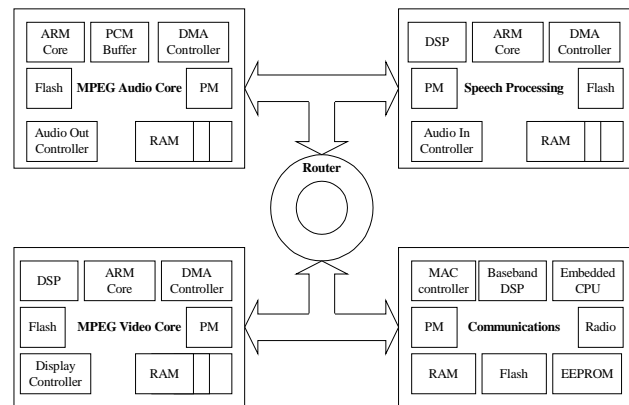 ARM Core
PCM Buffer
DMA Controller
Flash
MPEG Audio Core
PM
Audio Out Controller
RAM
DSP
ARM Core
DMA Controller
PM
Speech Processing
Flash
Audio In Controller
RAM
Router
DSP
ARM Core
DMA Controller
Flash
MPEG Video Core
PM
Display Controller
RAM
MAC controller
Baseband DSP
Embedded CPU
PM
Communications
Radio
RAM
Flash
EEPROM